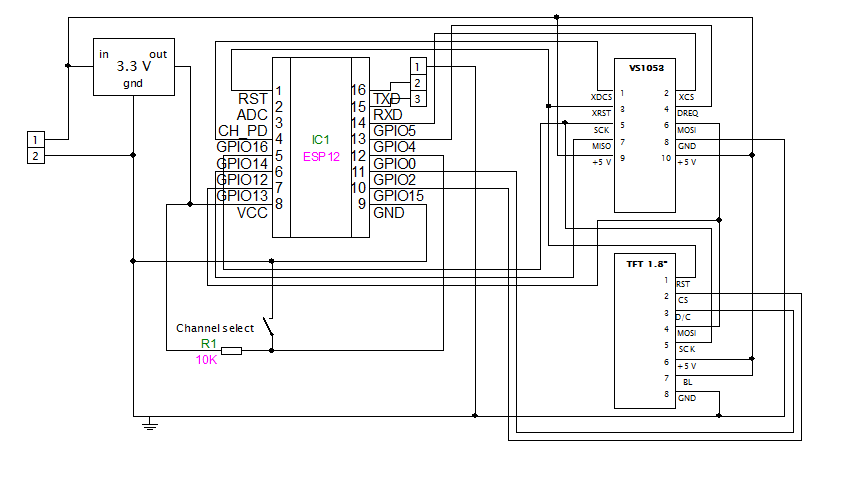 in out
3.3 V
gnd
1
2
1
2
3
1 16
RST TXD
2 15
ADC RXD
3 14
CH_PD GPIO5
4 IC1 13
GPIO16 GPIO4
5 ESP12 12
GPIO14 GPIO0
6 11
GPIO12 GPIO2
7 10
GPIO13 GPIO15
8 9
VCC GND
VS1053
1 2
XDCS XCS
3 4
XRST DREQ
5 6
SCK MOSI
7 8
MISO GND
9 10
+5 V +5 V
TFT 1.8"
1
RST
2
CS
3
D/C
4
MOSI
5
SCK
6
+5 V
7
BL
8
GND
Channel select
R1
10K